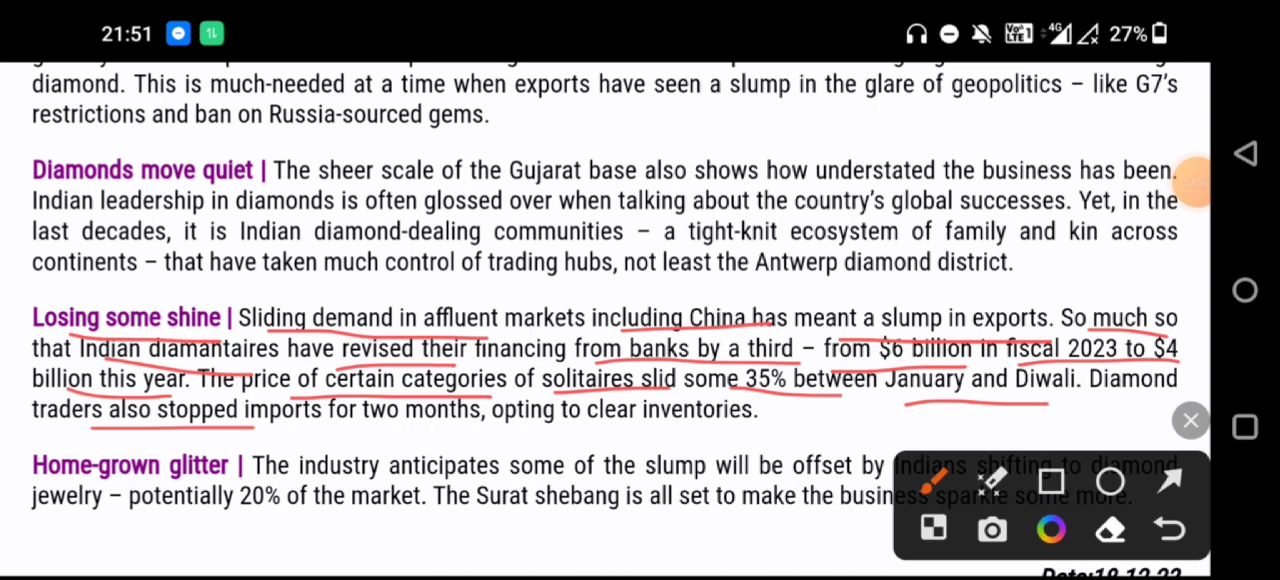 21:51 VoLTE1 4G 27%
diamond. This is much-needed at a time when exports have seen a slump in the glare of geopolitics – like G7's
restrictions and ban on Russia-sourced gems.
Diamonds move quiet | The sheer scale of the Gujarat base also shows how understated the business has been.
Indian leadership in diamonds is often glossed over when talking about the country's global successes. Yet, in the
last decades, it is Indian diamond-dealing communities – a tight-knit ecosystem of family and kin across
continents – that have taken much control of trading hubs, not least the Antwerp diamond district.
Losing some shine | Sliding demand in affluent markets including China has meant a slump in exports. So much so
that Indian diamantaires have revised their financing from banks by a third – from $6 billion in fiscal 2023 to $4
billion this year. The price of certain categories of solitaires slid some 35% between January and Diwali. Diamond
traders also stopped imports for two months, opting to clear inventories.
Home-grown glitter | The industry anticipates some of the slump will be offset by Indians shifting to diamond
jewelry – potentially 20% of the market. The Surat shebang is all set to make the business sparkle some more.